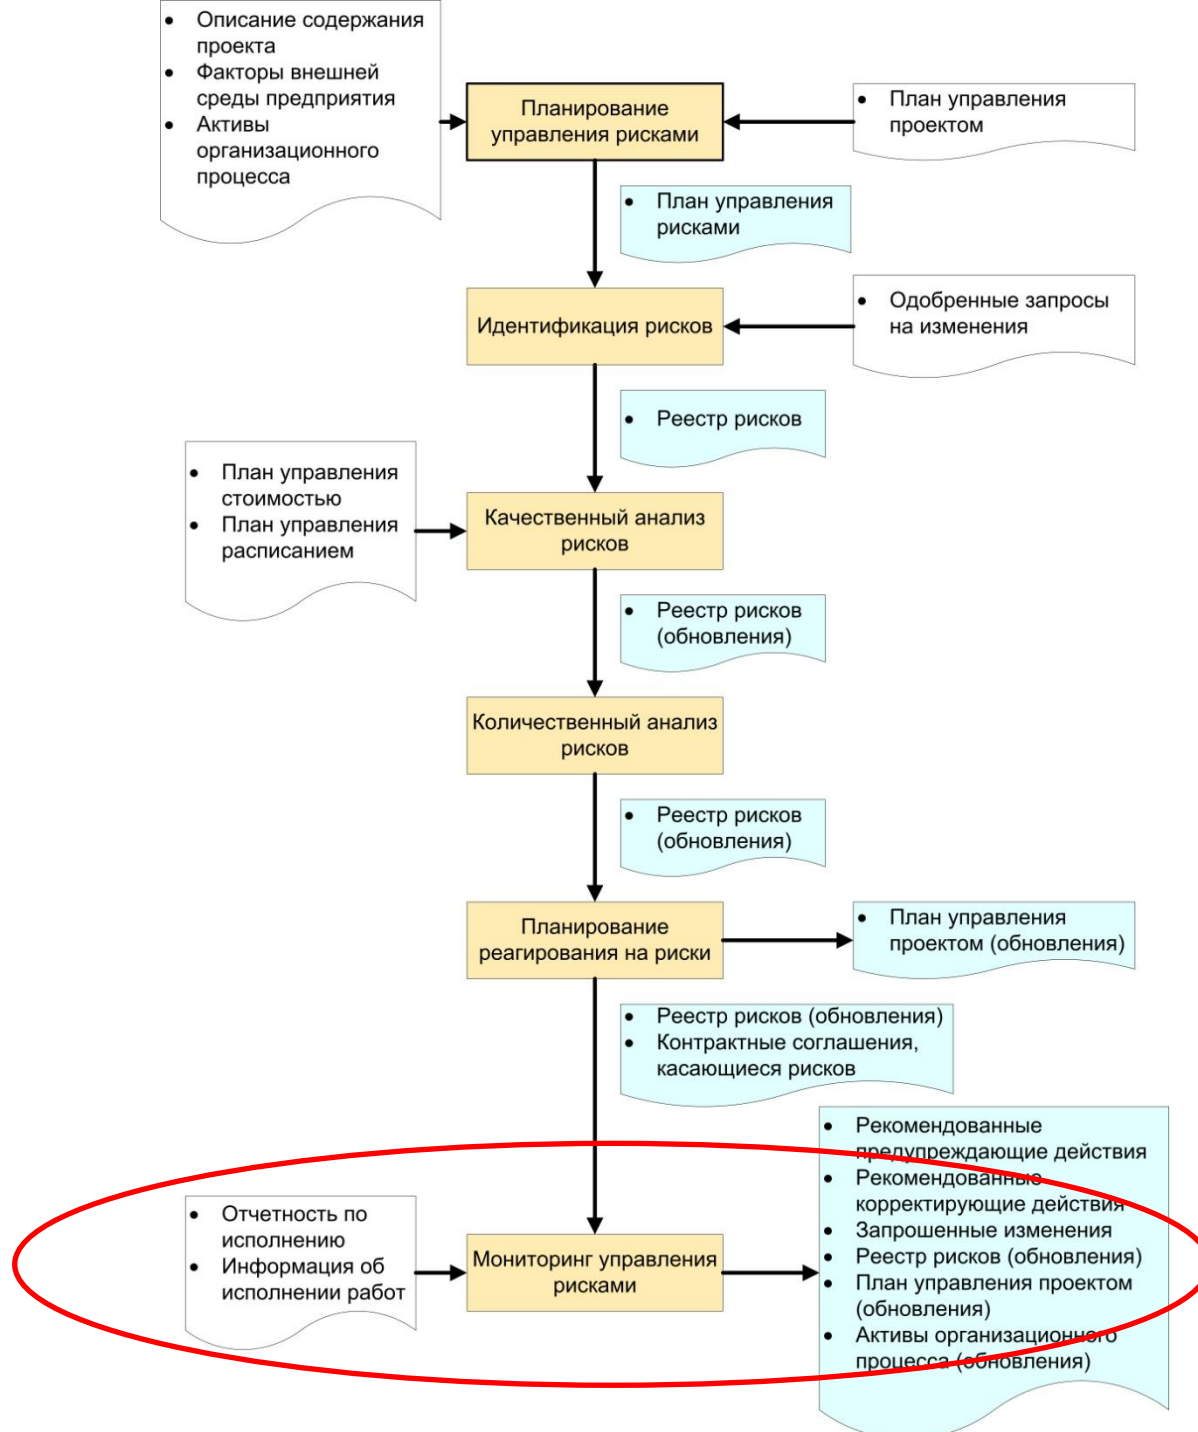 Описание содержания
проекта
Факторы внешней
среды предприятия
Активы
организационного
процесса
Планирование
управления рисками
План управления
проектом
План управления
рисками
Идентификация рисков
Одобренные запросы
на изменения
Реестр рисков
План управления
стоимостью
План управления
расписанием
Качественный анализ
рисков
Реестр рисков
(обновления)
Количественный анализ
рисков
Реестр рисков
(обновления)
Планирование
реагирования на риски
План управления
проектом (обновления)
Реестр рисков (обновления)
Контрактные соглашения,
касающиеся рисков
Отчетность по
исполнению
Информация об
исполнении работ
Мониторинг управления
рисками
Рекомендованные
предупреждающие действия
Рекомендованные
корректирующие действия
Запрошенные изменения
Реестр рисков (обновления)
План управления проектом
(обновления)
Активы организационного
процесса (обновления)